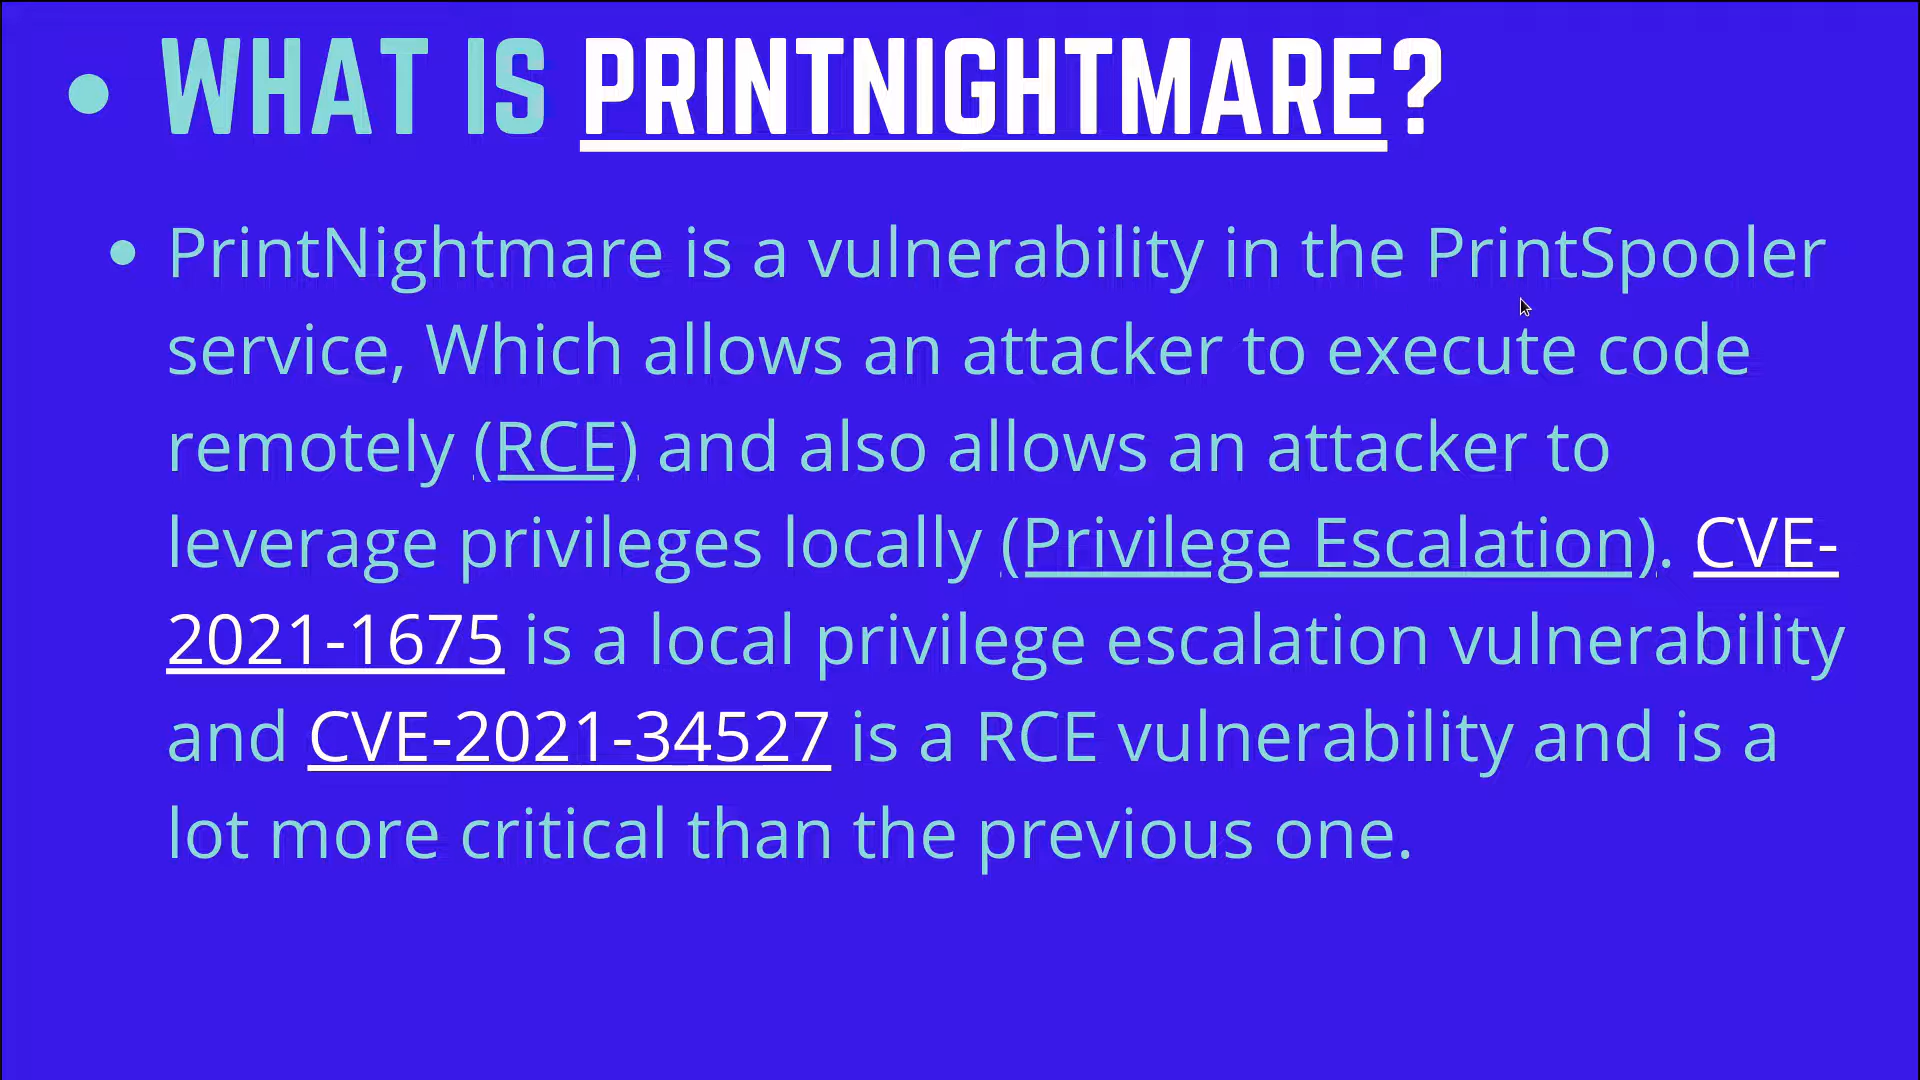 • WHAT IS PRINTNIGHTMARE?
• PrintNightmare is a vulnerability in the PrintSpooler
service, Which allows an attacker to execute code
remotely (RCE) and also allows an attacker to
leverage privileges locally (Privilege Escalation). CVE-
2021-1675 is a local privilege escalation vulnerability
and CVE-2021-34527 is a RCE vulnerability and is a
lot more critical than the previous one.